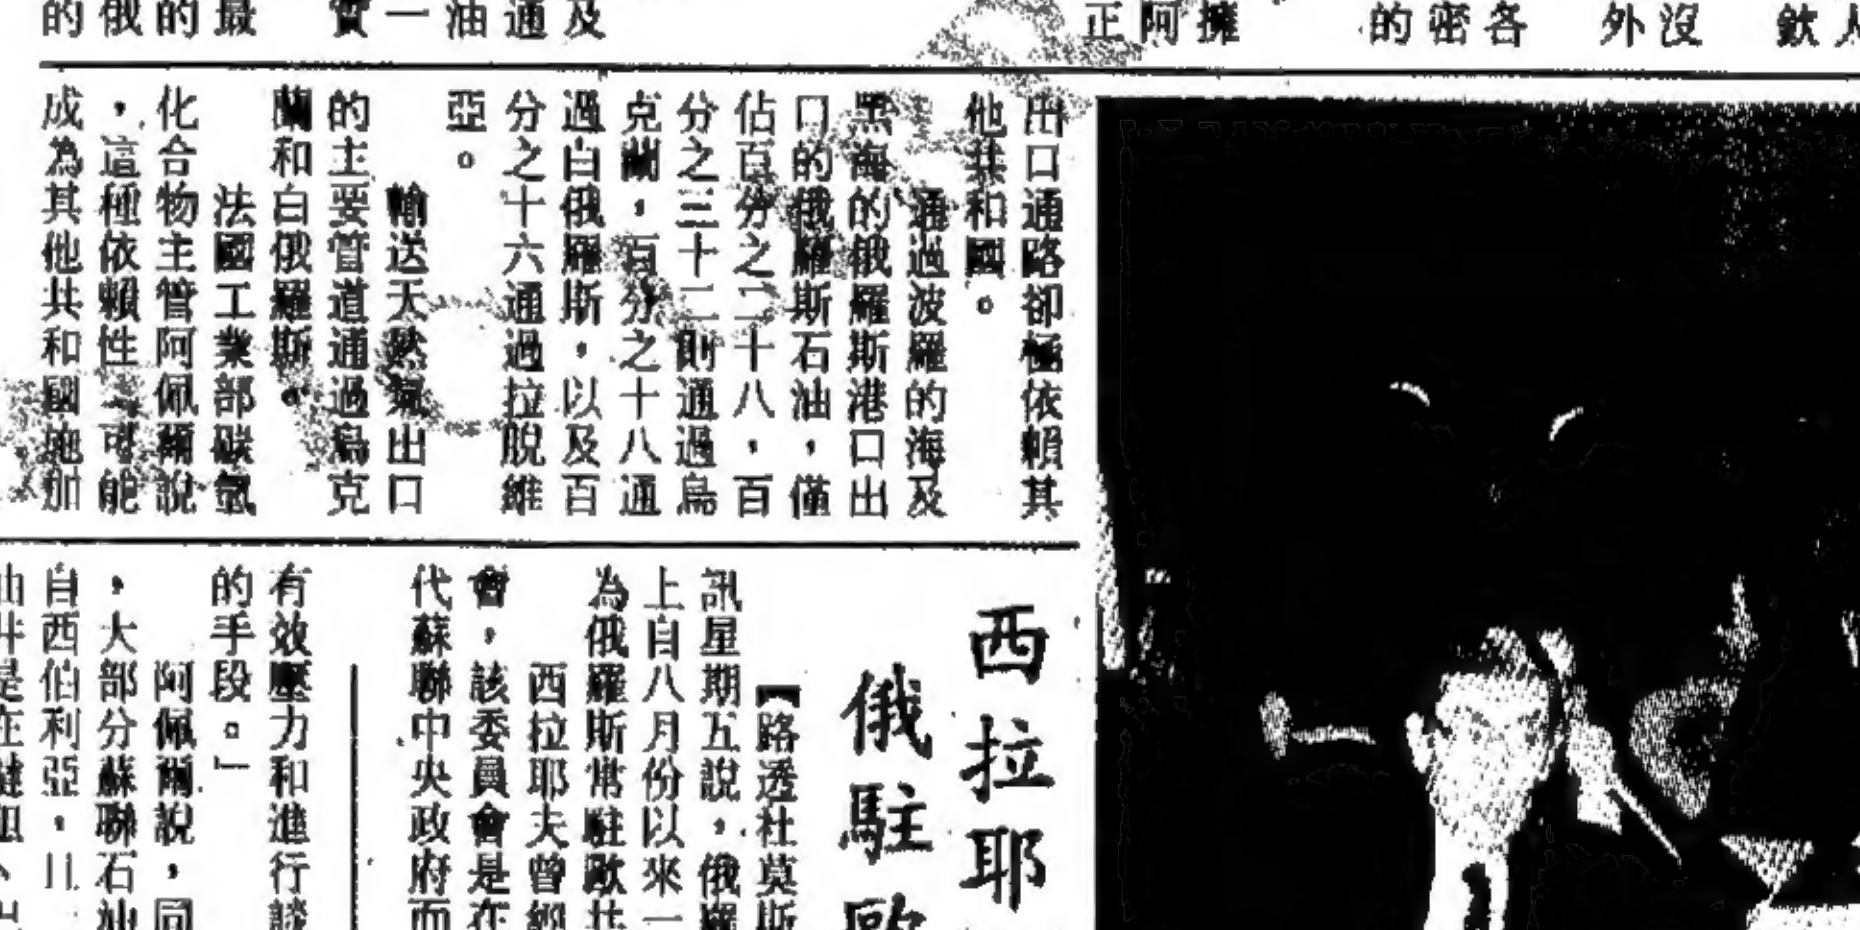 擁
阿
正
各
密
的
沒
外
欽
及
通
油
一
質
最
的
俄
的
出口通路卻極依賴其
他共和國。
通過波羅的海及
黑海的俄羅斯港口出
口的俄羅斯石油，僅
佔百分之二十八，百
分之三十二則通過烏
克蘭，百分之十八通
過白俄羅斯，以及百
分之十六通過拉脫維
亞。
輸送天然氣出口
的主要管道通過烏克
蘭和白俄羅斯。
法國工業部碳氫
化合物主管阿佩爾說
，這種依賴性「可能
成為其他共和國施加
西拉耶
俄駐歐
【路透社莫斯
訊星期五說，俄羅
上自八月份以來一
為俄羅斯常駐歐共
西拉耶夫曾經
會，該委員會是在
代蘇聯中央政府而
有效壓力和進行談
的手段。」
阿佩爾說，同
，大部分蘇聯石油
自西伯利亞，
油井是在